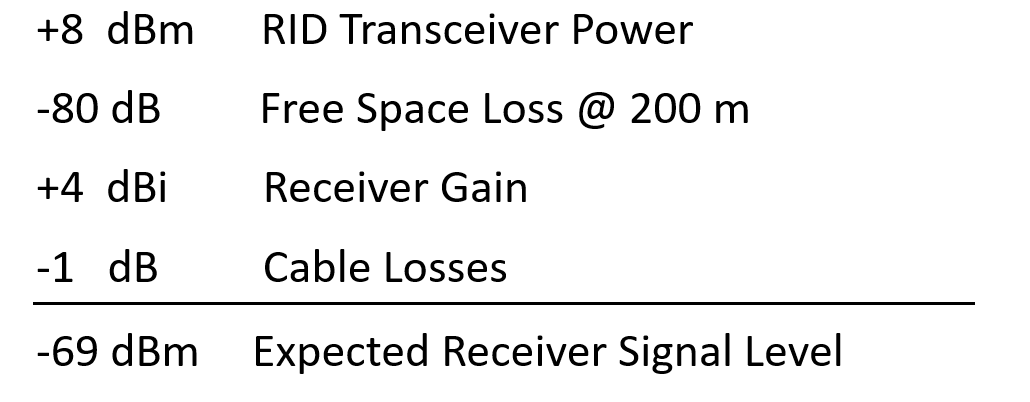 +8 dBm RID Transceiver Power
-80 dB Free Space Loss @ 200 m
+4 dBi Receiver Gain
-1 dB Cable Losses
-69 dBm Expected Receiver Signal Level